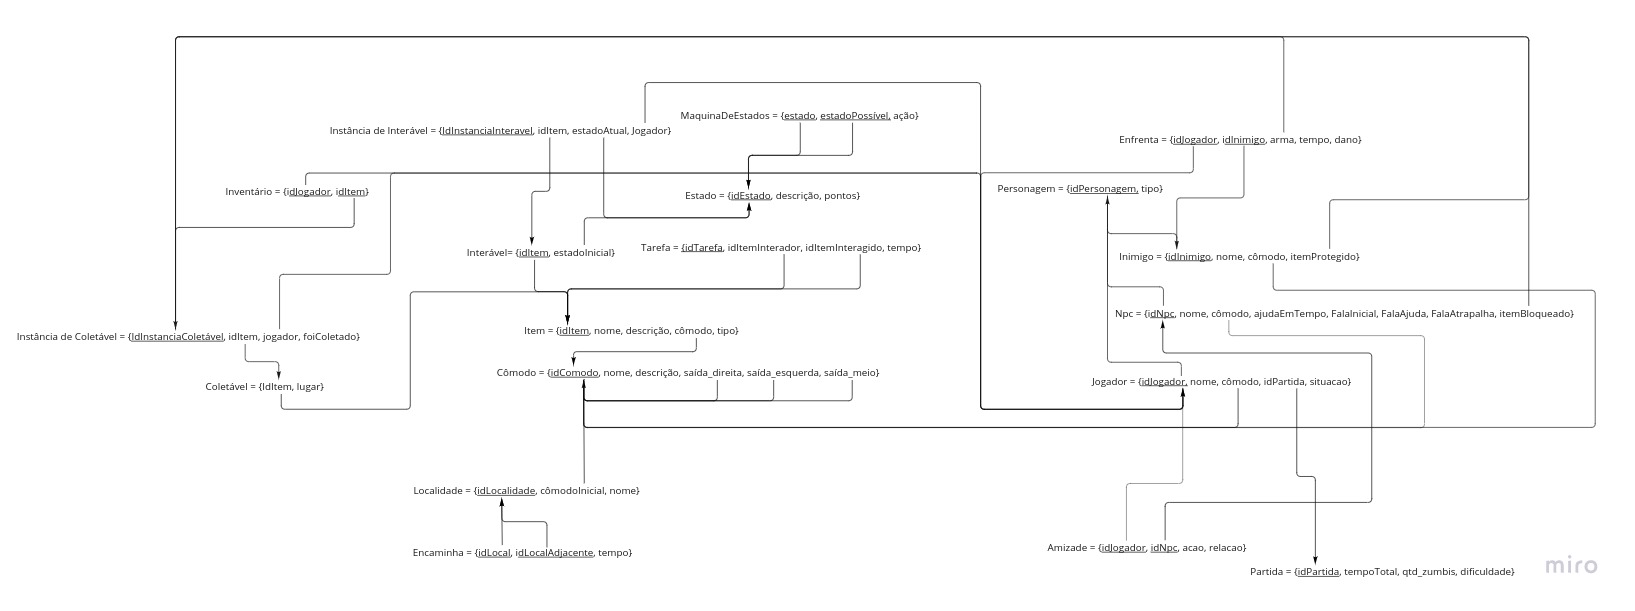 MaquinaDeEstados = {estado, estadoPossível, ação}
Instância de Interável = {IdInstanciaInteravel, idItem, estadoAtual, Jogador}
Enfrenta = {idJogador, idInimigo, arma, tempo, dano}
Inventário = {idJogador, idItem}
Estado = {idEstado, descrição, pontos}
Personagem = {idPersonagem, tipo}
Interável= {idItem, estadoInicial}
Tarefa = {idTarefa, idItemInterador, idItemInteragido, tempo}
Inimigo = {idInimigo, nome, cômodo, itemProtegido}
Npc = {idNpc, nome, cômodo, ajudaEmTempo, FalaInicial, FalaAjuda, FalaAtrapalha, itemBloqueado}
Instância de Coletável = {IdInstanciaColetável, idItem, jogador, foiColetado}
Item = {idItem, nome, descrição, cômodo, tipo}
Cômodo = {idComodo, nome, descrição, saída_direita, saída_esquerda, saída_meio}
Coletável = {IdItem, lugar}
Jogador = {idJogador, nome, cômodo, idPartida, situacao}
Localidade = {idLocalidade, cômodoInicial, nome}
Encaminha = {idLocal, idLocalAdjacente, tempo}
Amizade = {idJogador, idNpc, acao, relacao}
Partida = {idPartida, tempoTotal, qtd_zumbis, dificuldade}
miro